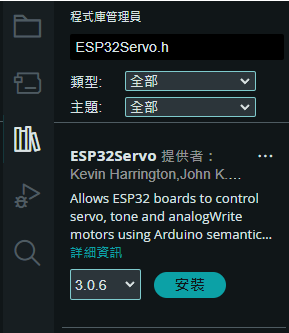 程式庫管理員
ESP32Servo.h
類型:
全部
主題:
全部
ESP32Servo 提供者：
Kevin Harrington,John K....
Allows ESP32 boards to control
servo, tone and analogWrite
motors using Arduino semantic...
詳細資訊
3.0.6
安裝